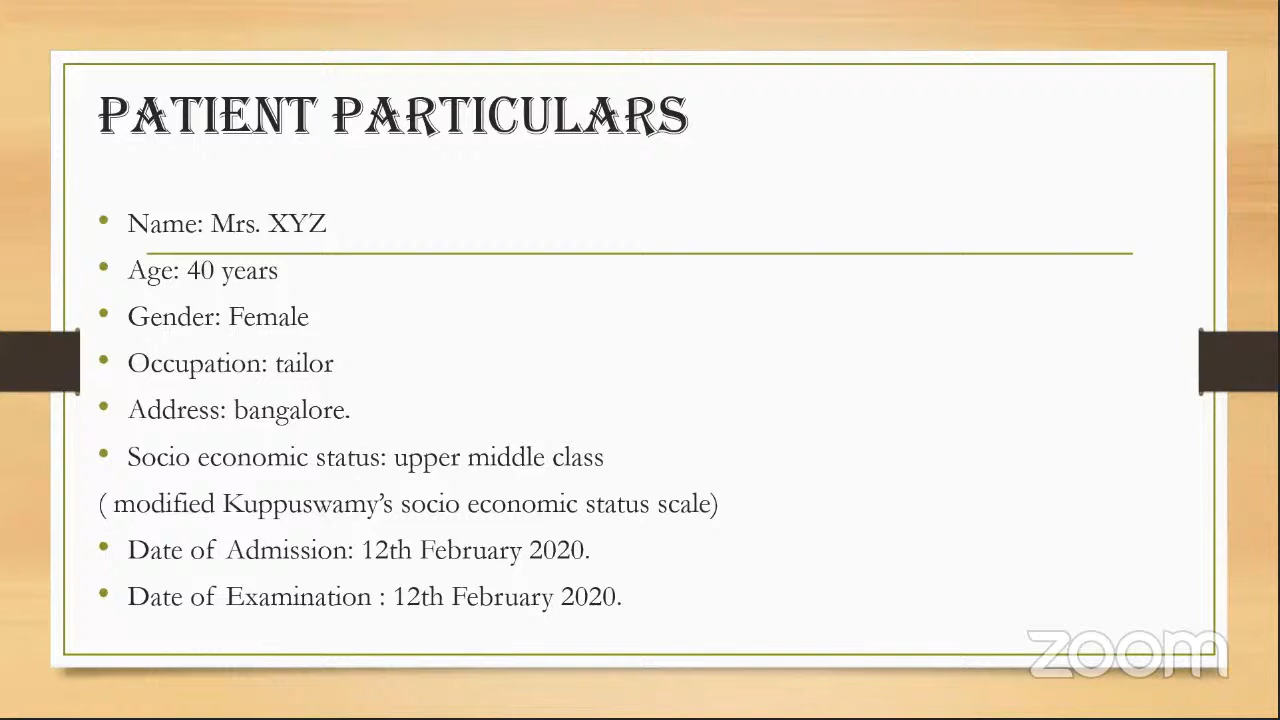 PATIENT PARTICULARS
• Name: Mrs. XYZ
• Age: 40 years
• Gender: Female
• Occupation: tailor
• Address: bangalore.
• Socio economic status: upper middle class
( modified Kuppuswamy’s socio economic status scale)
• Date of Admission: 12th February 2020.
• Date of Examination : 12th February 2020.
zoom